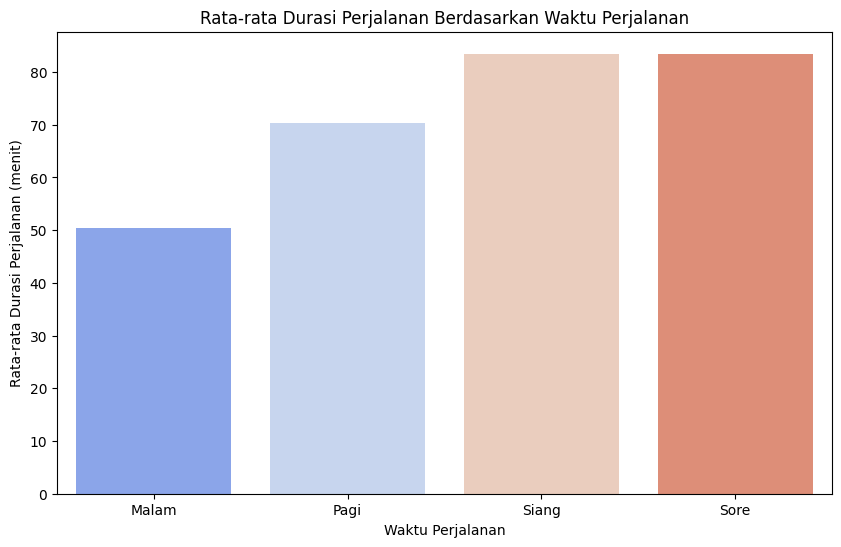 Rata-rata Durasi Perjalanan Berdasarkan Waktu Perjalanan
Rata-rata Durasi Perjalanan (menit)
80
70
60
50
40
30
20
10
0
Malam Pagi Siang Sore
Waktu Perjalanan